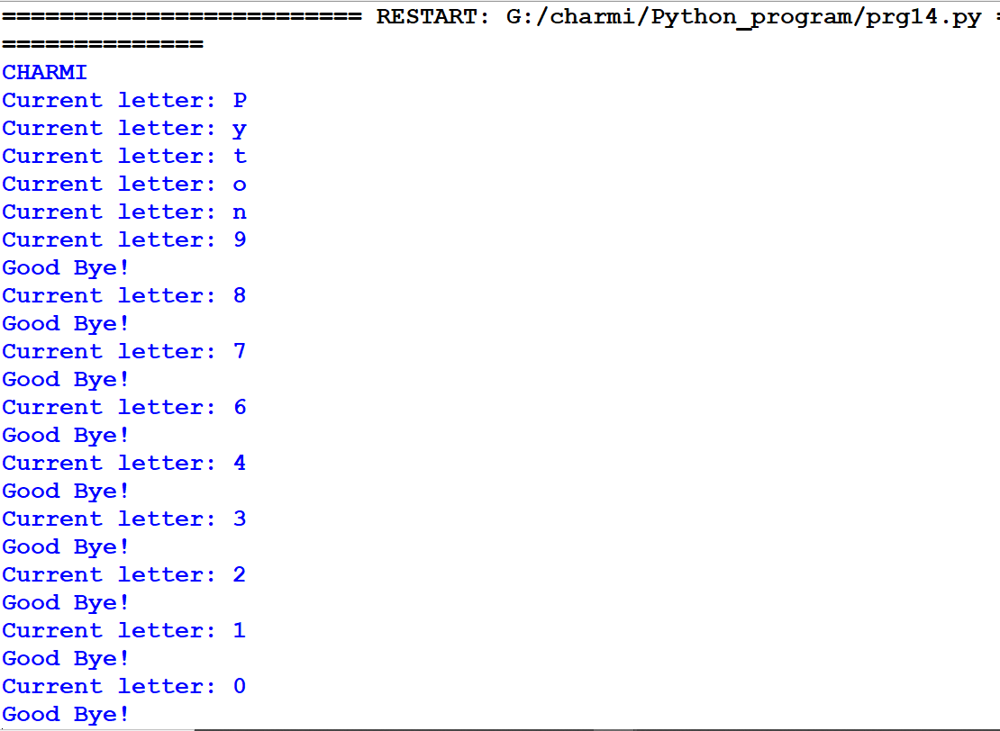 ========================= RESTART: G:/charmi/Python_program/prg14.py =
==============
CHARMI
Current letter: P
Current letter: y
Current letter: t
Current letter: o
Current letter: n
Current letter: 9
Good Bye!
Current letter: 8
Good Bye!
Current letter: 7
Good Bye!
Current letter: 6
Good Bye!
Current letter: 4
Good Bye!
Current letter: 3
Good Bye!
Current letter: 2
Good Bye!
Current letter: 1
Good Bye!
Current letter: 0
Good Bye!